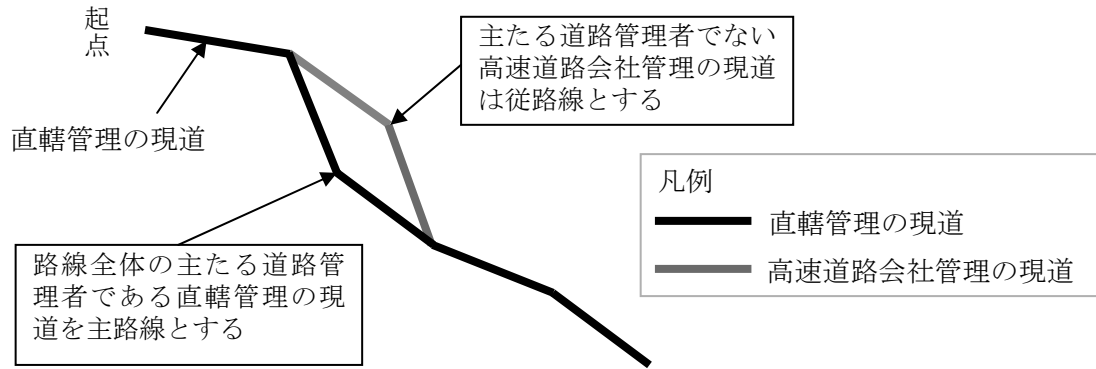 起点
直轄管理の現道
主たる道路管理者でない
高速道路会社管理の現道
は従路線とする
路線全体の主たる道路管
理者である直轄管理の現
道を主路線とする
凡例
直轄管理の現道
高速道路会社管理の現道